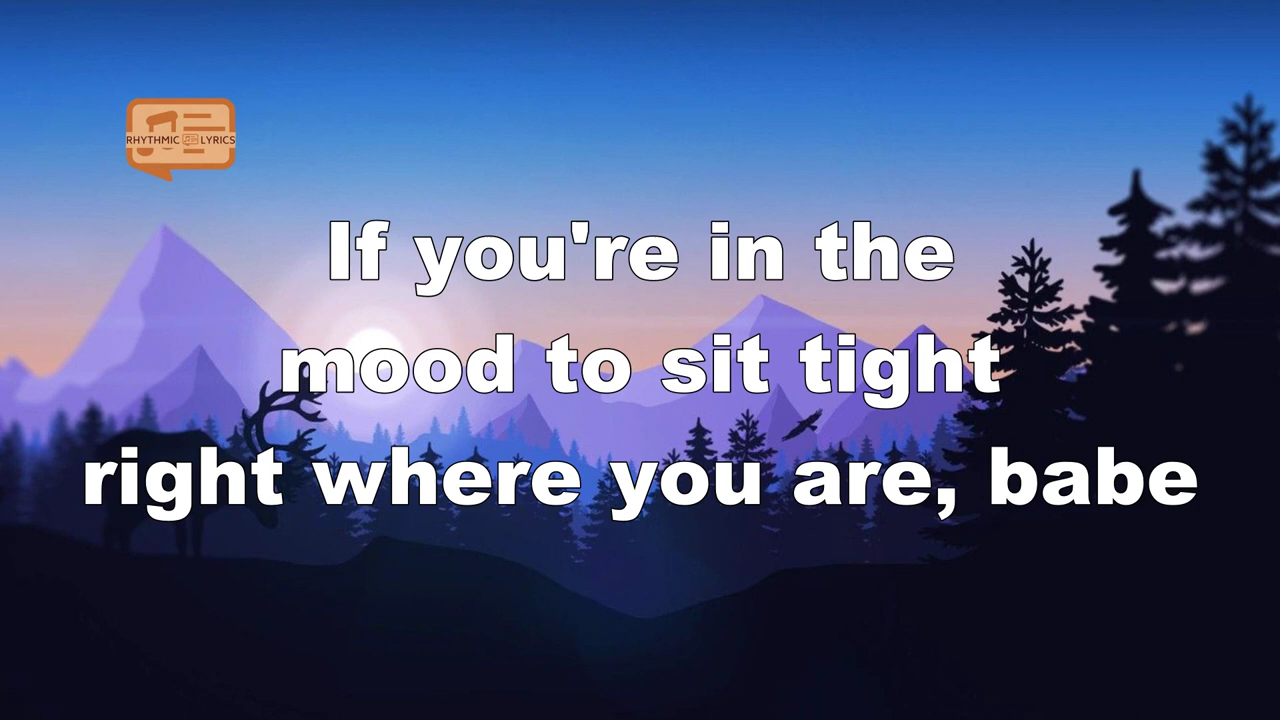 RHYTHMIC LYRICS
If you're in the
mood to sit tight
right where you are, babe